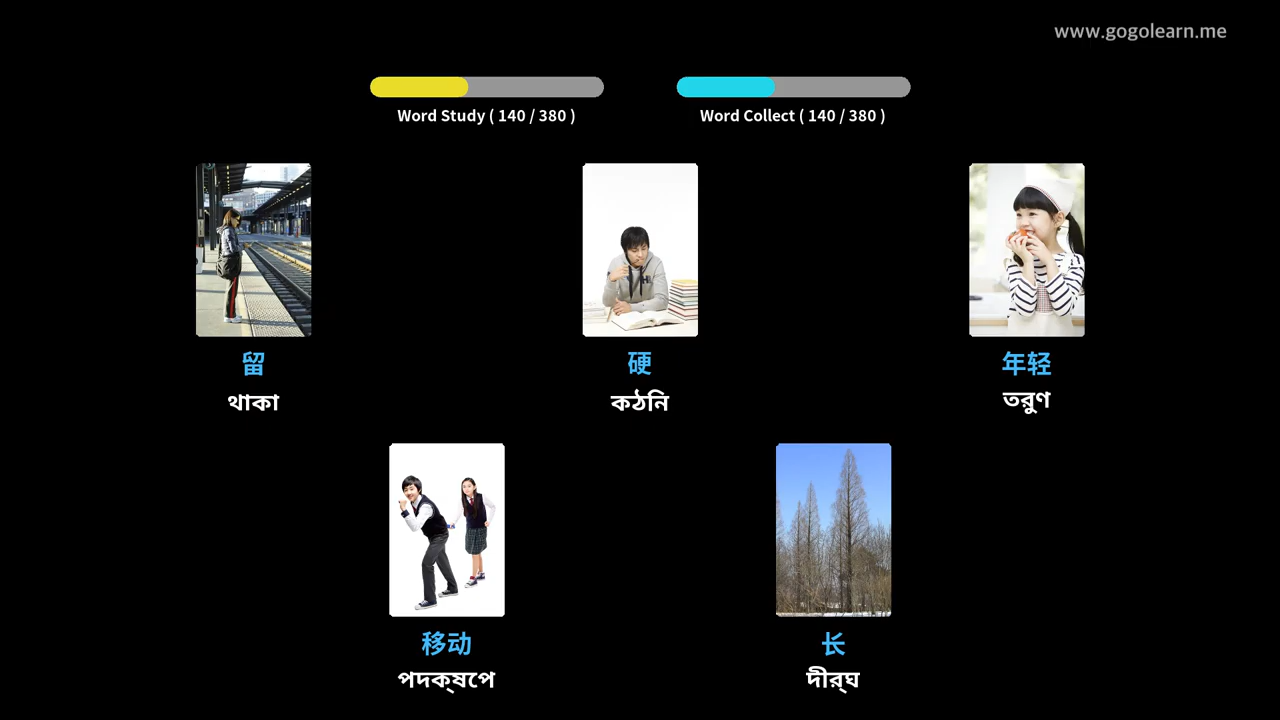 www.gogolearn.me
Word Study ( 140 / 380 )
Word Collect ( 140 / 380 )
留
硬
年轻
থাকা
কঠিন
তরুণ
移动
长
পদক্ষেপ
দীর্ঘ